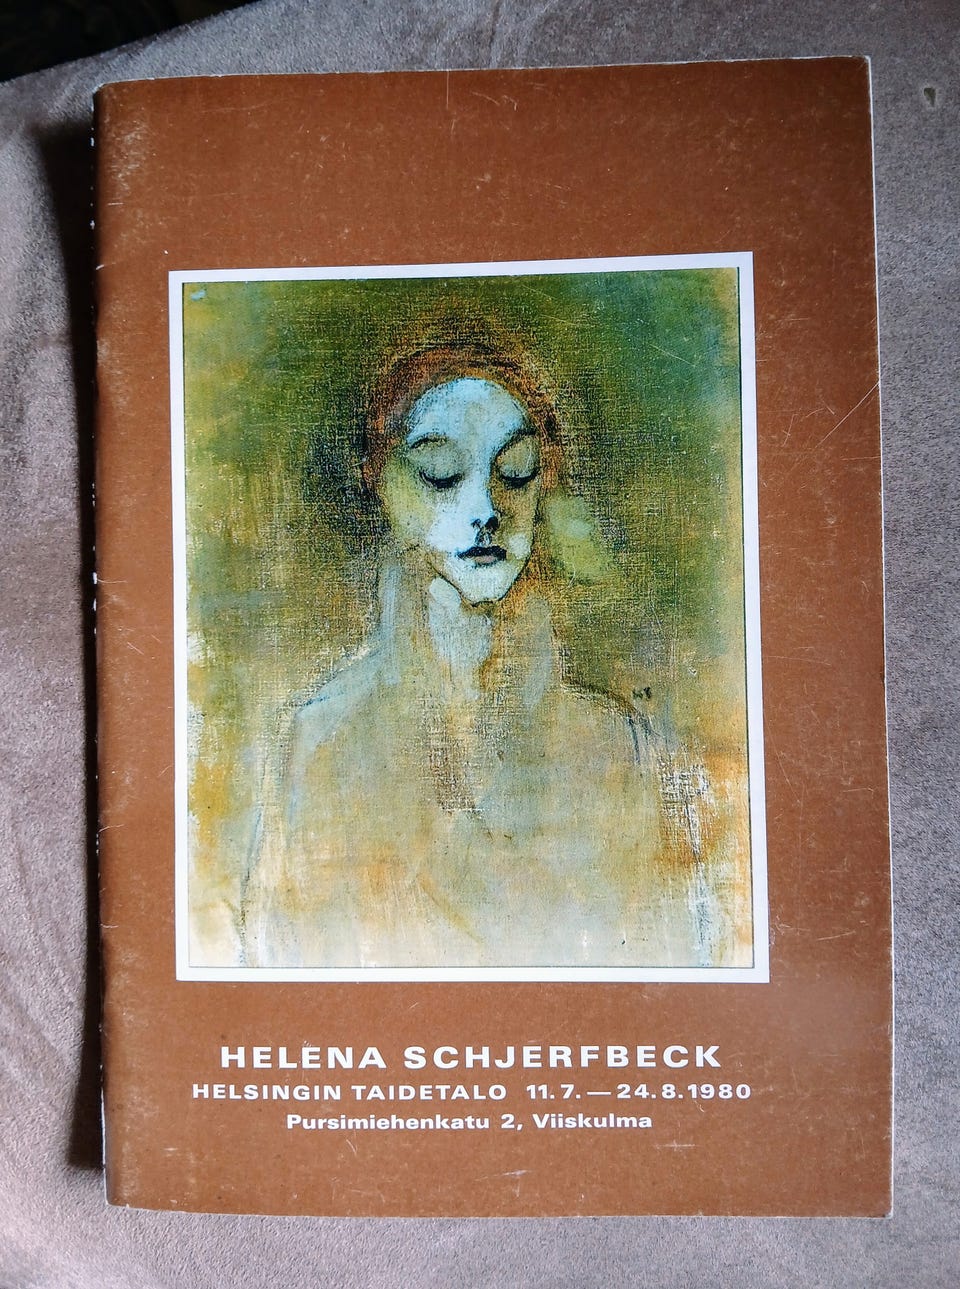 HELENA SCHJERFBECK
HELSINGIN TAIDETALO 11.7.—24.8.1980
Pursimiehenkatu 2, Viiskulma